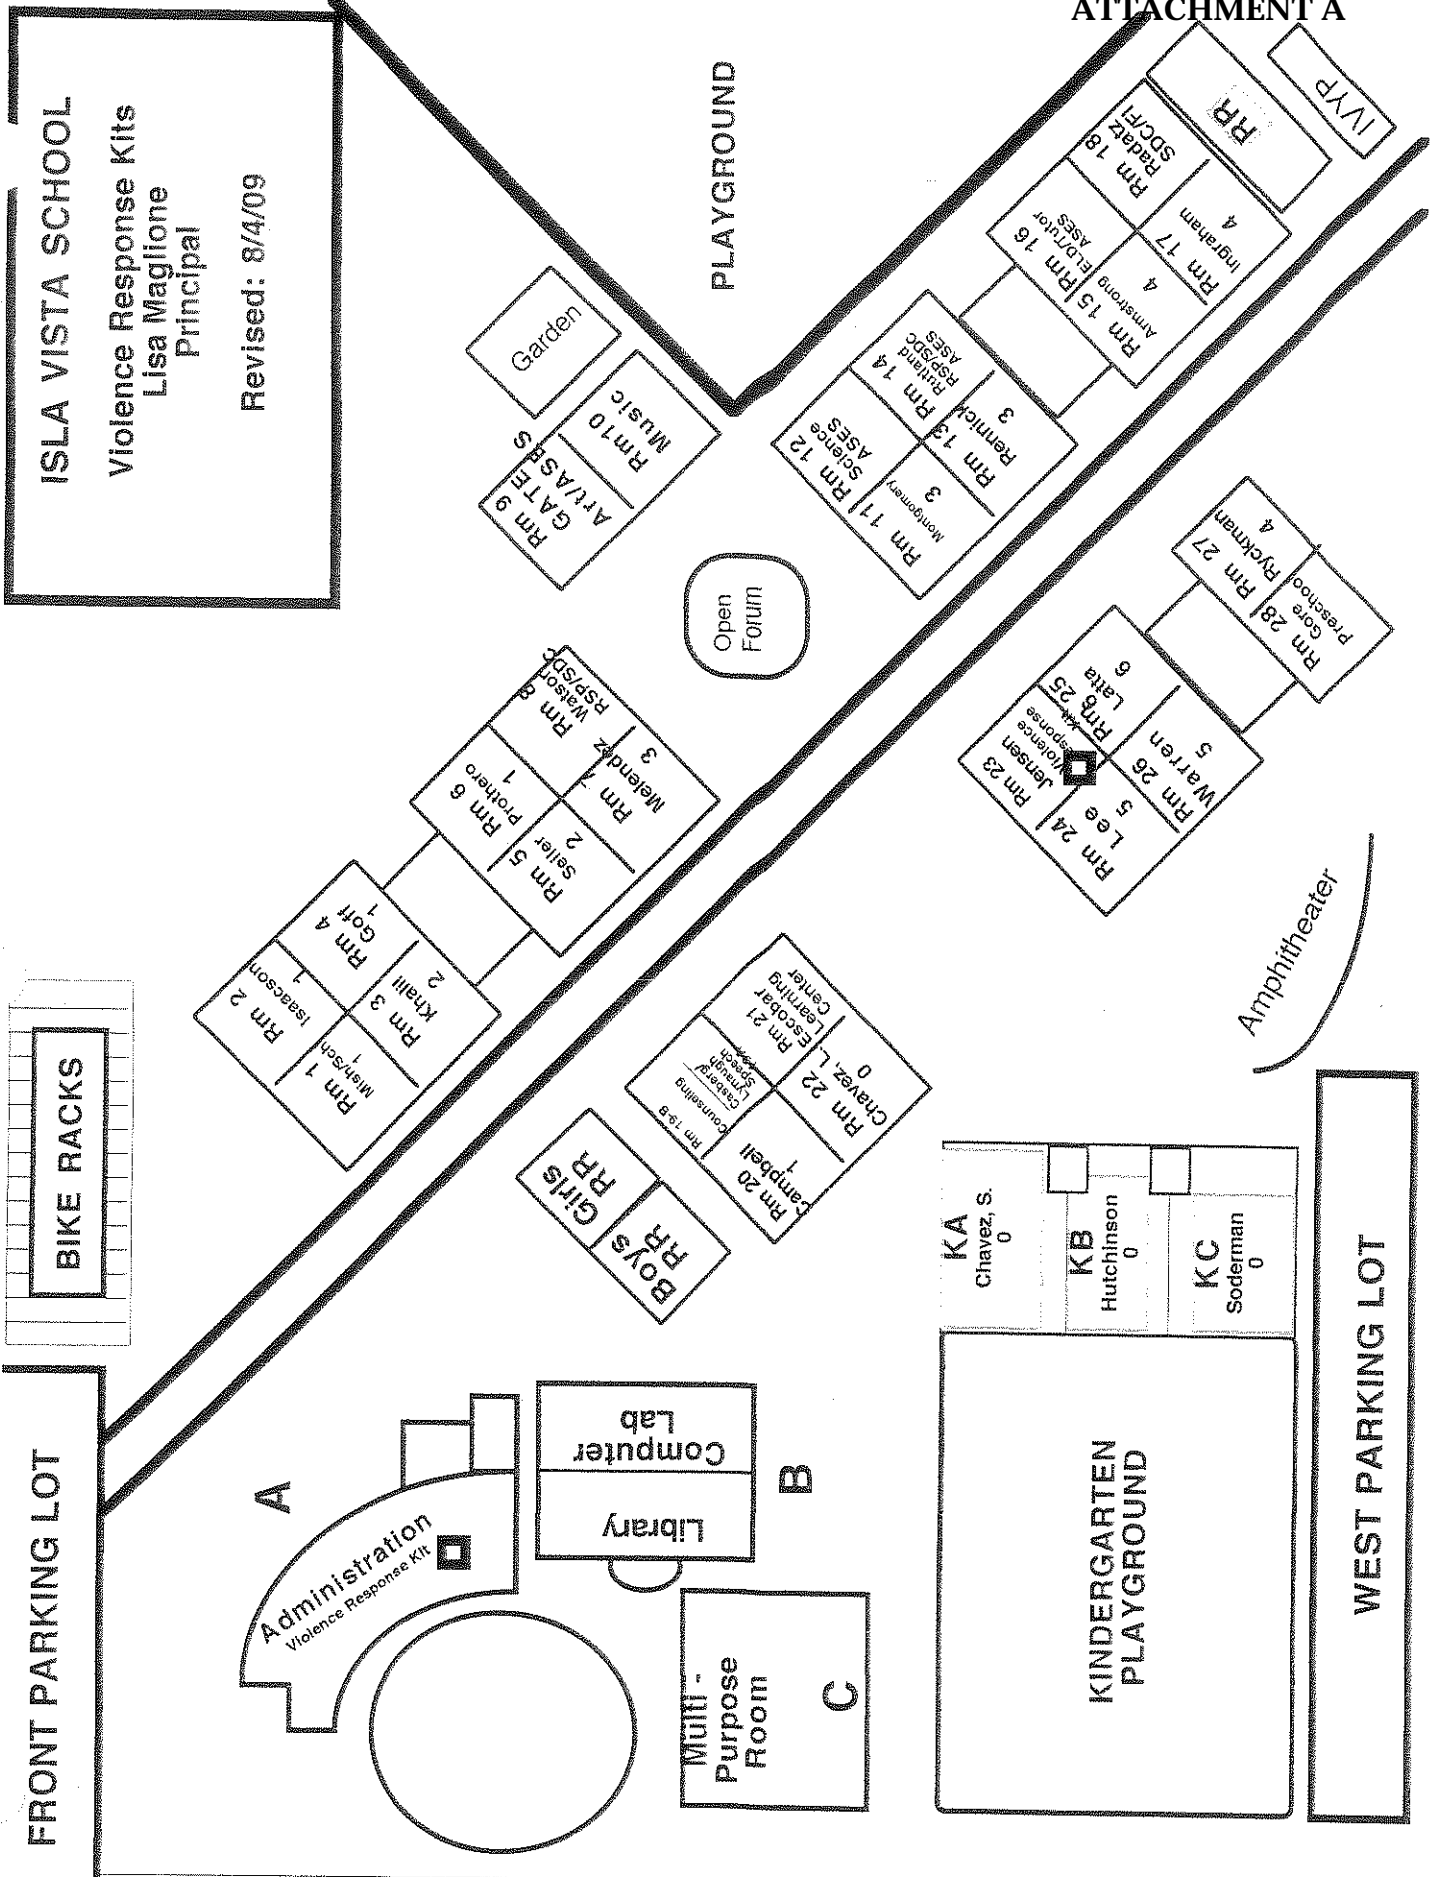 ATTACHMENT A
ISLA VISTA SCHOOL
Violence Response Kits
Lisa Maglione
Principal
Revised: 8/4/09
PLAYGROUND
Garden
Rm 9
GATE
Art/ASES
Rm10
Music
Open
Forum
Rm 18
Radatz
SDC/FI
RR
IVYP
Rm 16
ELD/Tutor
ASES
Rm 15
Armstrong
4
Rm 17
Ingraham
4
Rm 14
Rutland
RSP/SDC
ASES
Rm 12
Science
ASES
Rm 11
Montgomery
3
Rm 13
Rennick
3
Rm 27
Ryckman
4
Rm 28
Gore
Preschool
Rm 25
Latta
6
Rm 23
Jensen
6
Violence
Response
Kit
Rm 24
Lee
5
Rm 26
Warren
5
Rm 8
Watson
RSP/SDC
Rm 6
Prothero
1
Rm 5
Seiler
2
Rm 7
Melendez
3
Rm 4
Goff
1
Rm 2
Isaacson
1
Rm 1
Mish/Sch
1
Rm 3
Khalil
2
BIKE RACKS
FRONT PARKING LOT
Rm 21
Escobar
Learning
Center
Rm 19-B
Counseling
Casberg/
Lynaugh
Speech
Rm 20
Campbell
1
Rm 22
Chavez, L.
0
Girls
RR
Boys
RR
Amphitheater
A
Administration
Violence Response Kit
Computer
Lab
Library
B
Multi -
Purpose
Room
C
KA
Chavez, S.
0
KB
Hutchinson
0
KC
Soderman
0
KINDERGARTEN
PLAYGROUND
WEST PARKING LOT